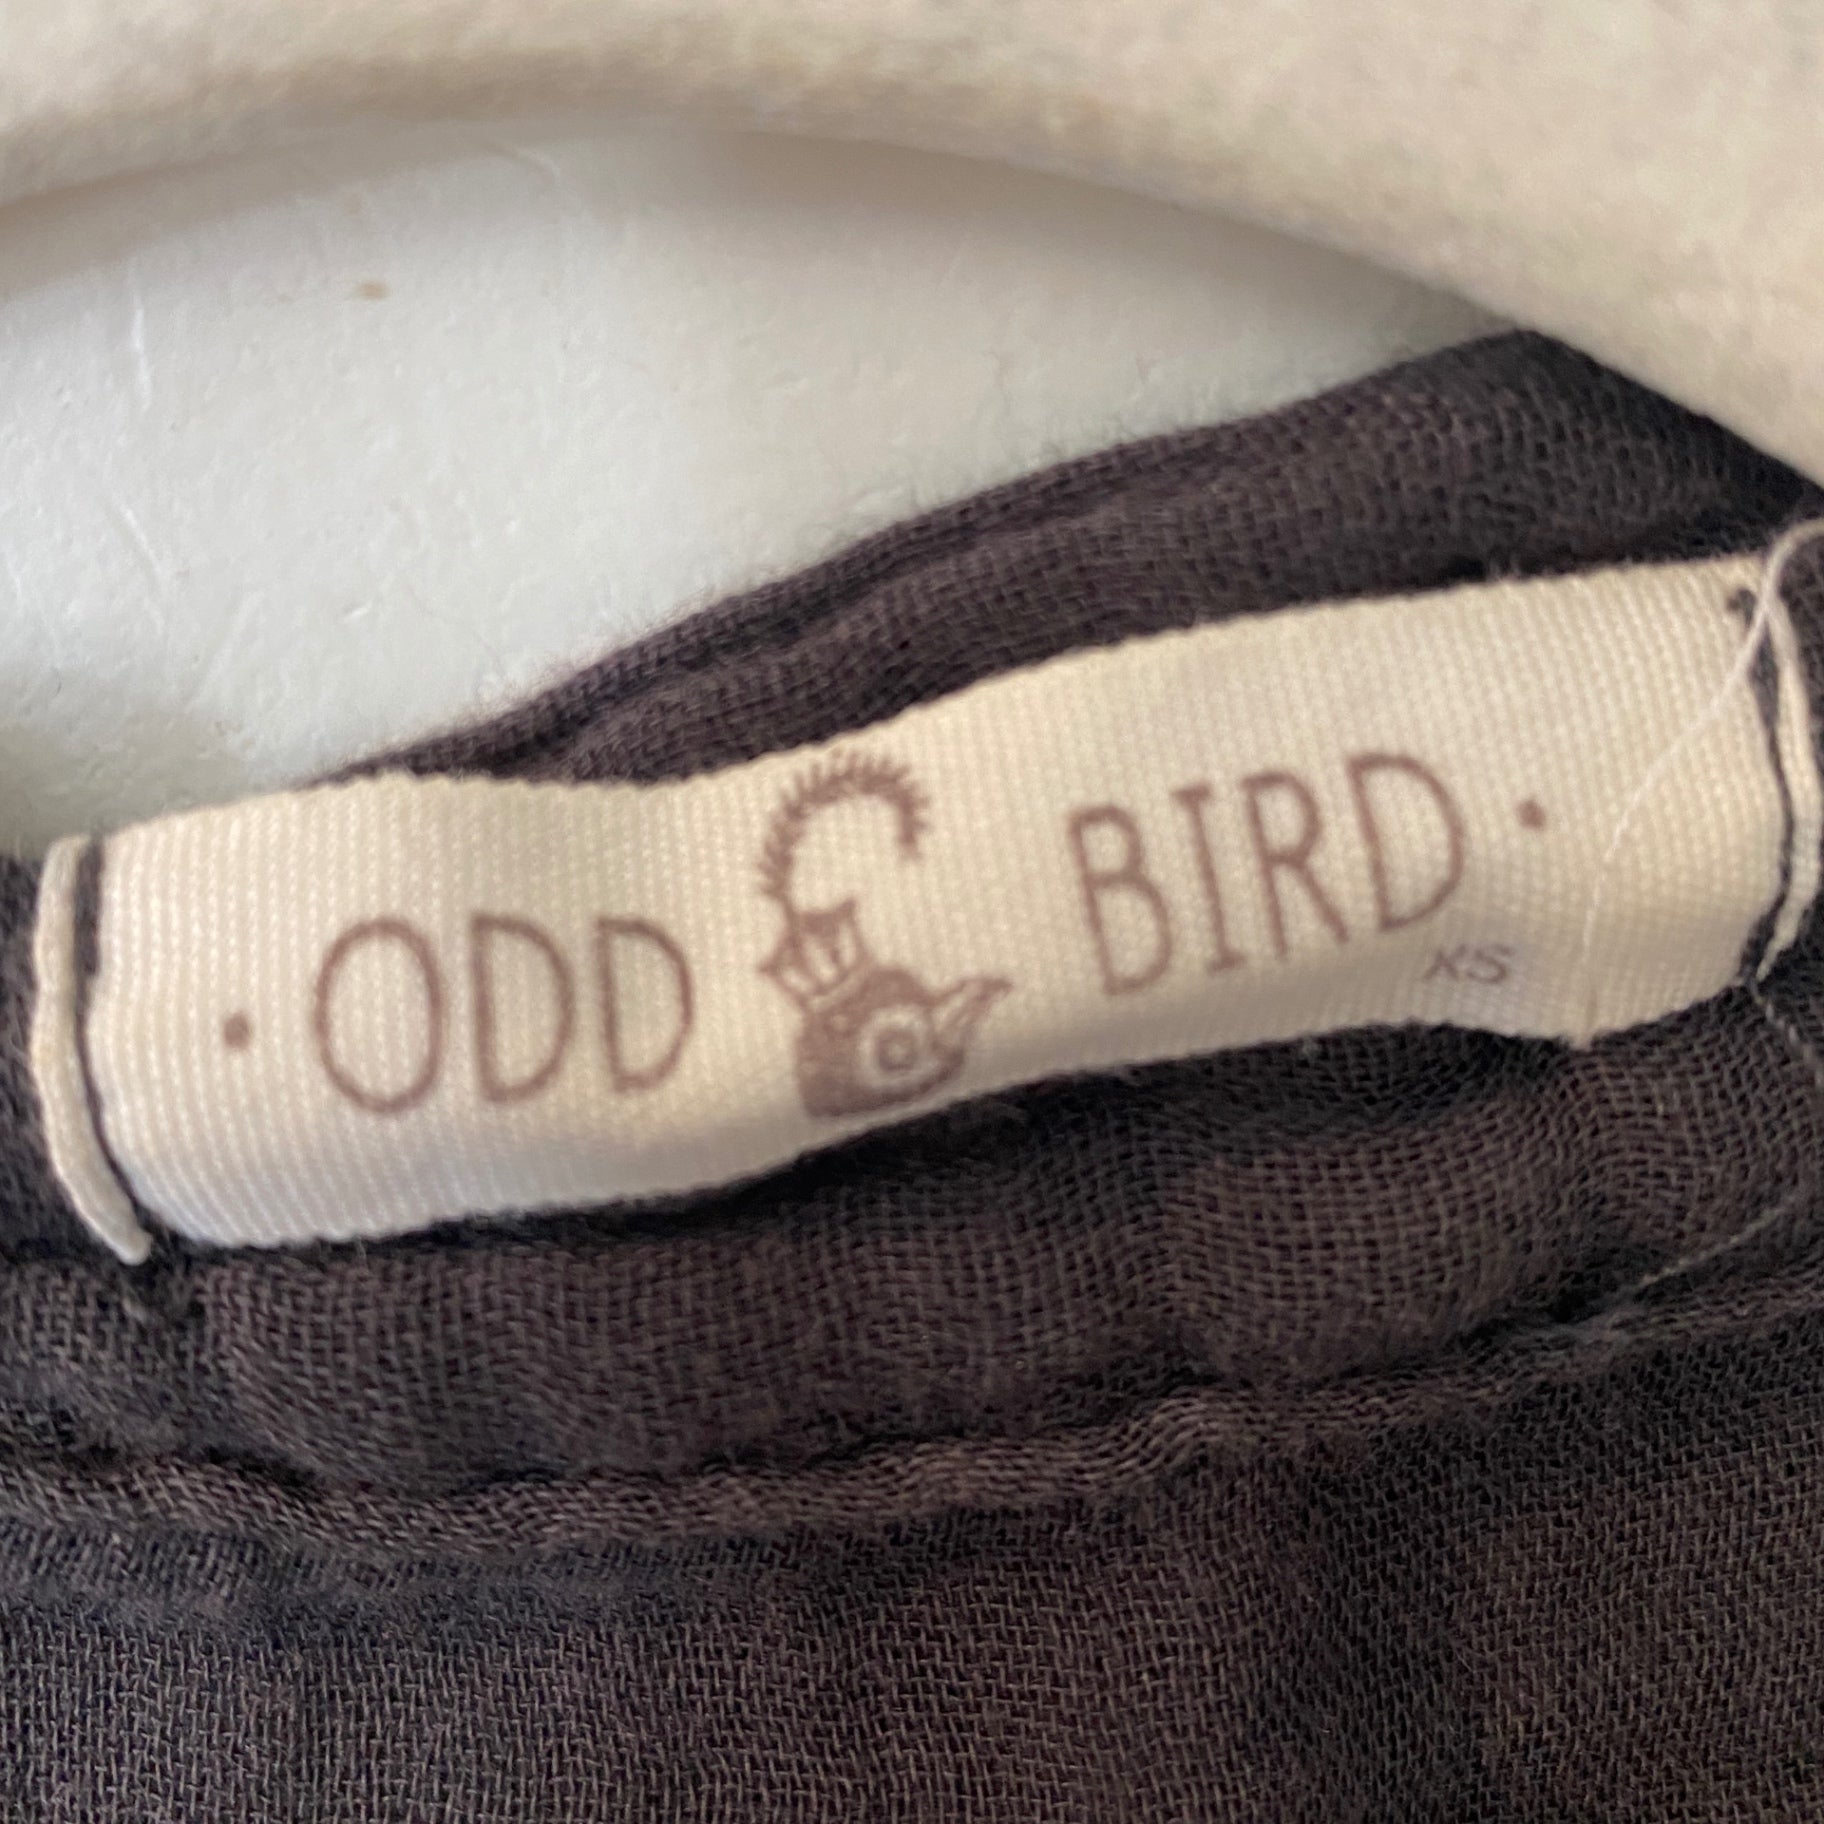 · ODD BIRD ·
XS